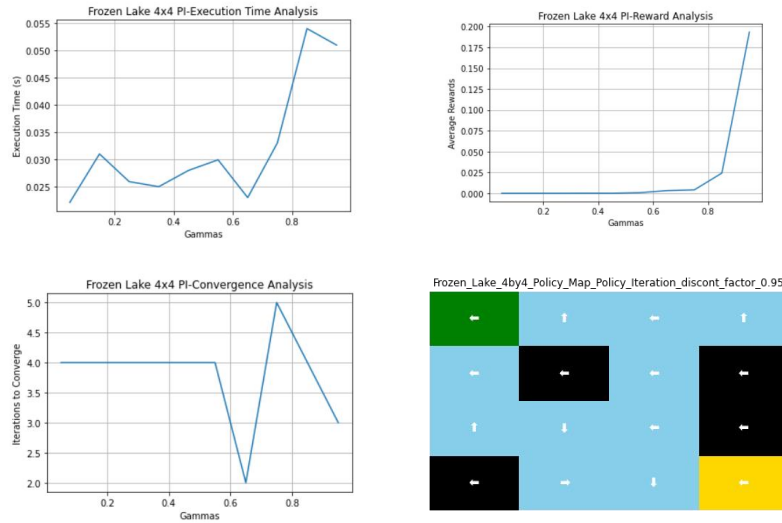 Frozen Lake 4x4 PI-Execution Time Analysis
0.055
0.050
0.045
0.040
0.035
0.030
0.025
Execution Time (s)
0.2 0.4 0.6 0.8
Gammas
Frozen Lake 4x4 PI-Reward Analysis
0.200
0.175
0.150
0.125
0.100
0.075
0.050
0.025
0.000
Average Rewards
0.2 0.4 0.6 0.8
Gammas
Frozen Lake 4x4 PI-Convergence Analysis
5.0
4.5
4.0
3.5
3.0
2.5
2.0
Iterations to Converge
0.2 0.4 0.6 0.8
Gammas
Frozen_Lake_4by4_Policy_Map_Policy_Iteration_discont_factor_0.95
⬅ ⬆ ⬅ ⬆
⬅ ⬅ ⬅ ⬅
⬆ ⬇ ⬅ ⬅
⬅ ➡ ⬇ ⬅